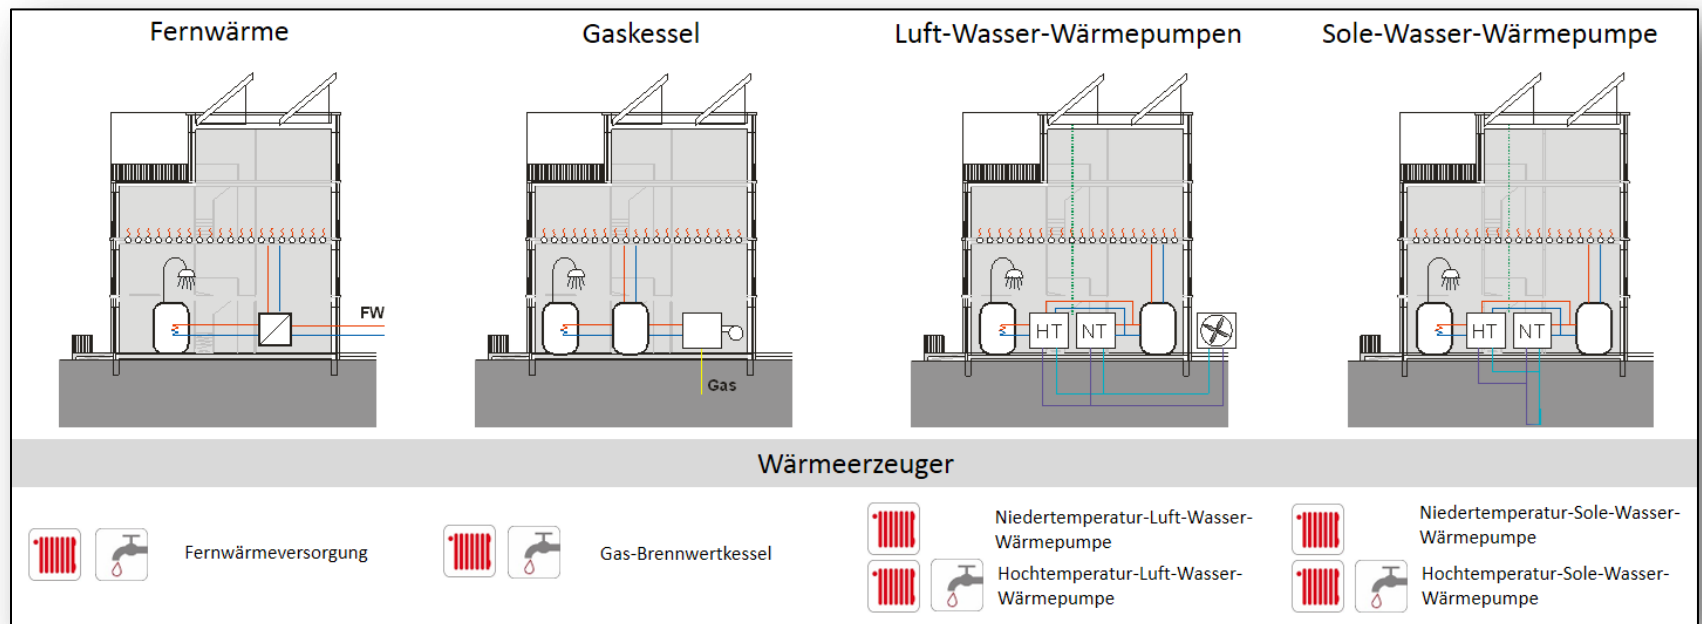 Fernwärme
Gaskessel
Luft-Wasser-Wärmepumpen
Sole-Wasser-Wärmepumpe
FW
Gas
HT
NT
HT
NT
Wärmeerzeuger
Fernwärmeversorgung
Gas-Brennwertkessel
Niedertemperatur-Luft-Wasser-
Wärmepumpe
Hochtemperatur-Luft-Wasser-
Wärmepumpe
Niedertemperatur-Sole-Wasser-
Wärmepumpe
Hochtemperatur-Sole-Wasser-
Wärmepumpe